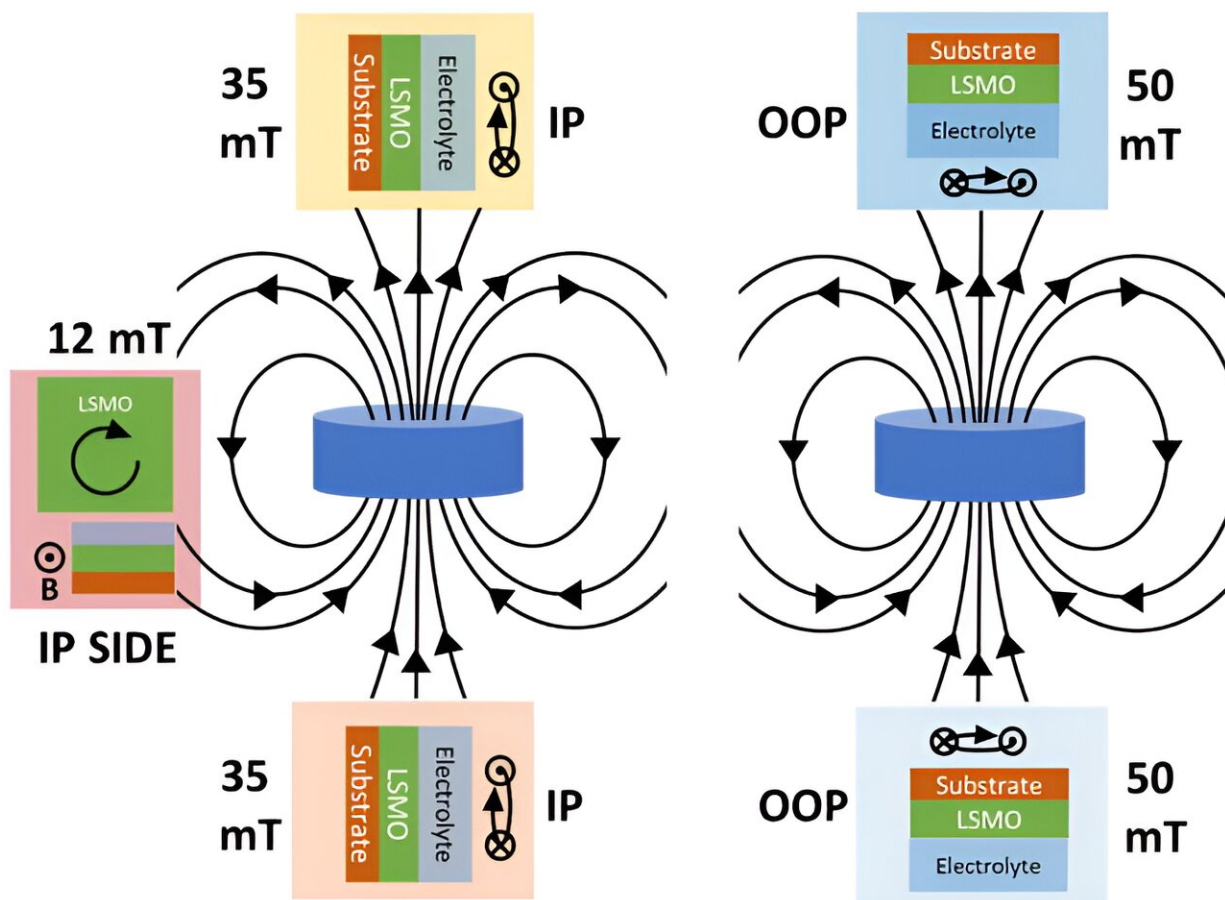 35
mT
Substrate
LSMO
Electrolyte
IP
OOP
Substrate
LSMO
Electrolyte
50
mT
12 mT
LSMO
B
IP SIDE
35
mT
Substrate
LSMO
Electrolyte
IP
OOP
Substrate
LSMO
Electrolyte
50
mT